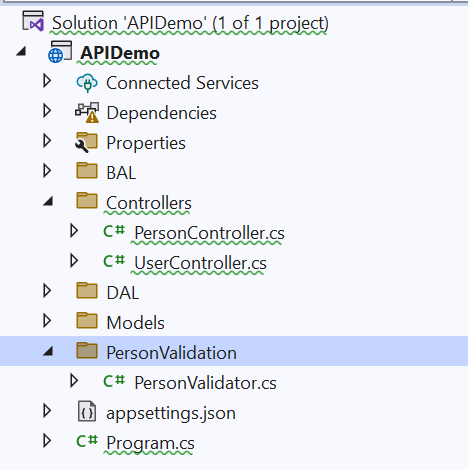 Solution 'APIDemo' (1 of 1 project)
APIDemo
Connected Services
Dependencies
Properties
BAL
Controllers
C# PersonController.cs
C# UserController.cs
DAL
Models
PersonValidation
C# PersonValidator.cs
appsettings.json
C# Program.cs